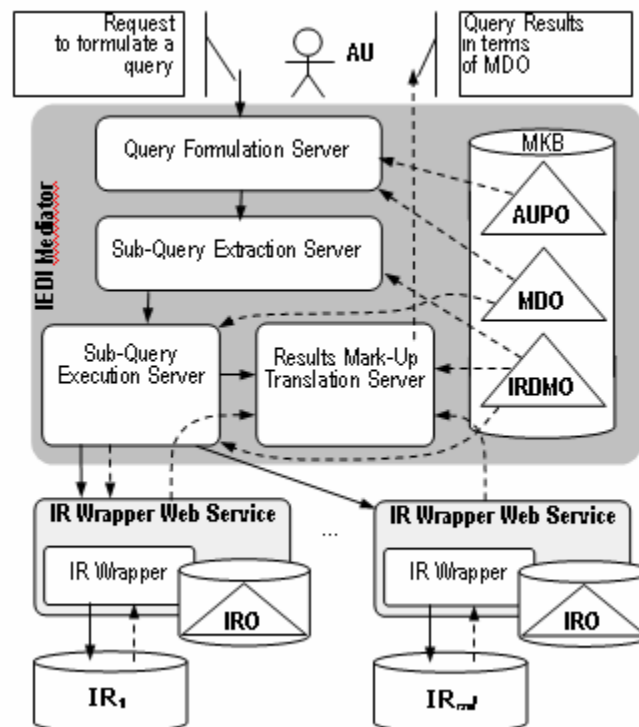 Request
to formulate a
query
AU
Query Results
in terms
of MDO
IEDI Mediator
Query Formulation Server
MKB
AUPO
Sub-Query Extraction Server
MDO
Sub-Query
Execution Server
Results Mark-Up
Translation Server
IRDMO
IR Wrapper Web Service
...
IR Wrapper Web Service
IR Wrapper
IRO
IR Wrapper
IRO
IR₁